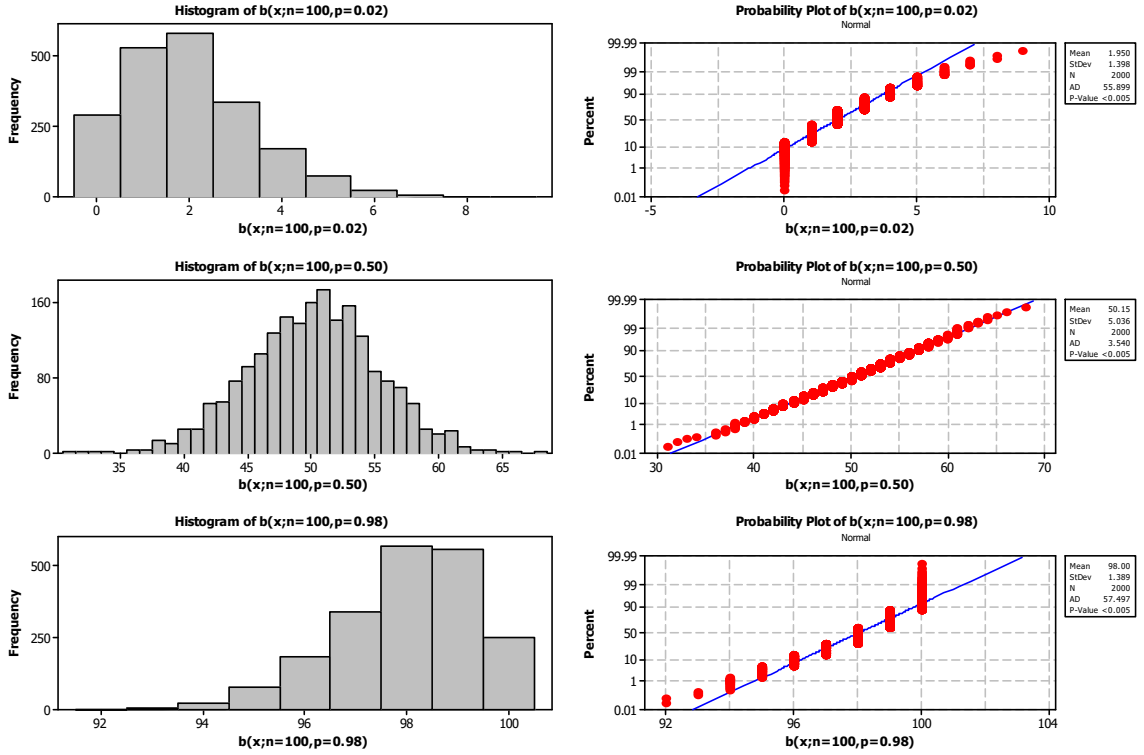 Histogram of b(x;n=100,p=0.02)
Frequency
500
250
0
0 2 4 6 8
b(x;n=100,p=0.02)
Probability Plot of b(x;n=100,p=0.02)
Normal
Percent
99.99
99
90
50
10
1
0.01
-5 0 5 10
b(x;n=100,p=0.02)
Mean 1.950
StDev 1.398
N 2000
AD 55.899
P-Value <0.005
Histogram of b(x;n=100,p=0.50)
Frequency
160
80
0
35 40 45 50 55 60 65
b(x;n=100,p=0.50)
Probability Plot of b(x;n=100,p=0.50)
Normal
Percent
99.99
99
90
50
10
1
0.01
30 40 50 60 70
b(x;n=100,p=0.50)
Mean 50.15
StDev 5.036
N 2000
AD 3.540
P-Value <0.005
Histogram of b(x;n=100,p=0.98)
Frequency
500
250
0
92 94 96 98 100
b(x;n=100,p=0.98)
Probability Plot of b(x;n=100,p=0.98)
Normal
Percent
99.99
99
90
50
10
1
0.01
92 96 100 104
b(x;n=100,p=0.98)
Mean 98.00
StDev 1.389
N 2000
AD 57.497
P-Value <0.005